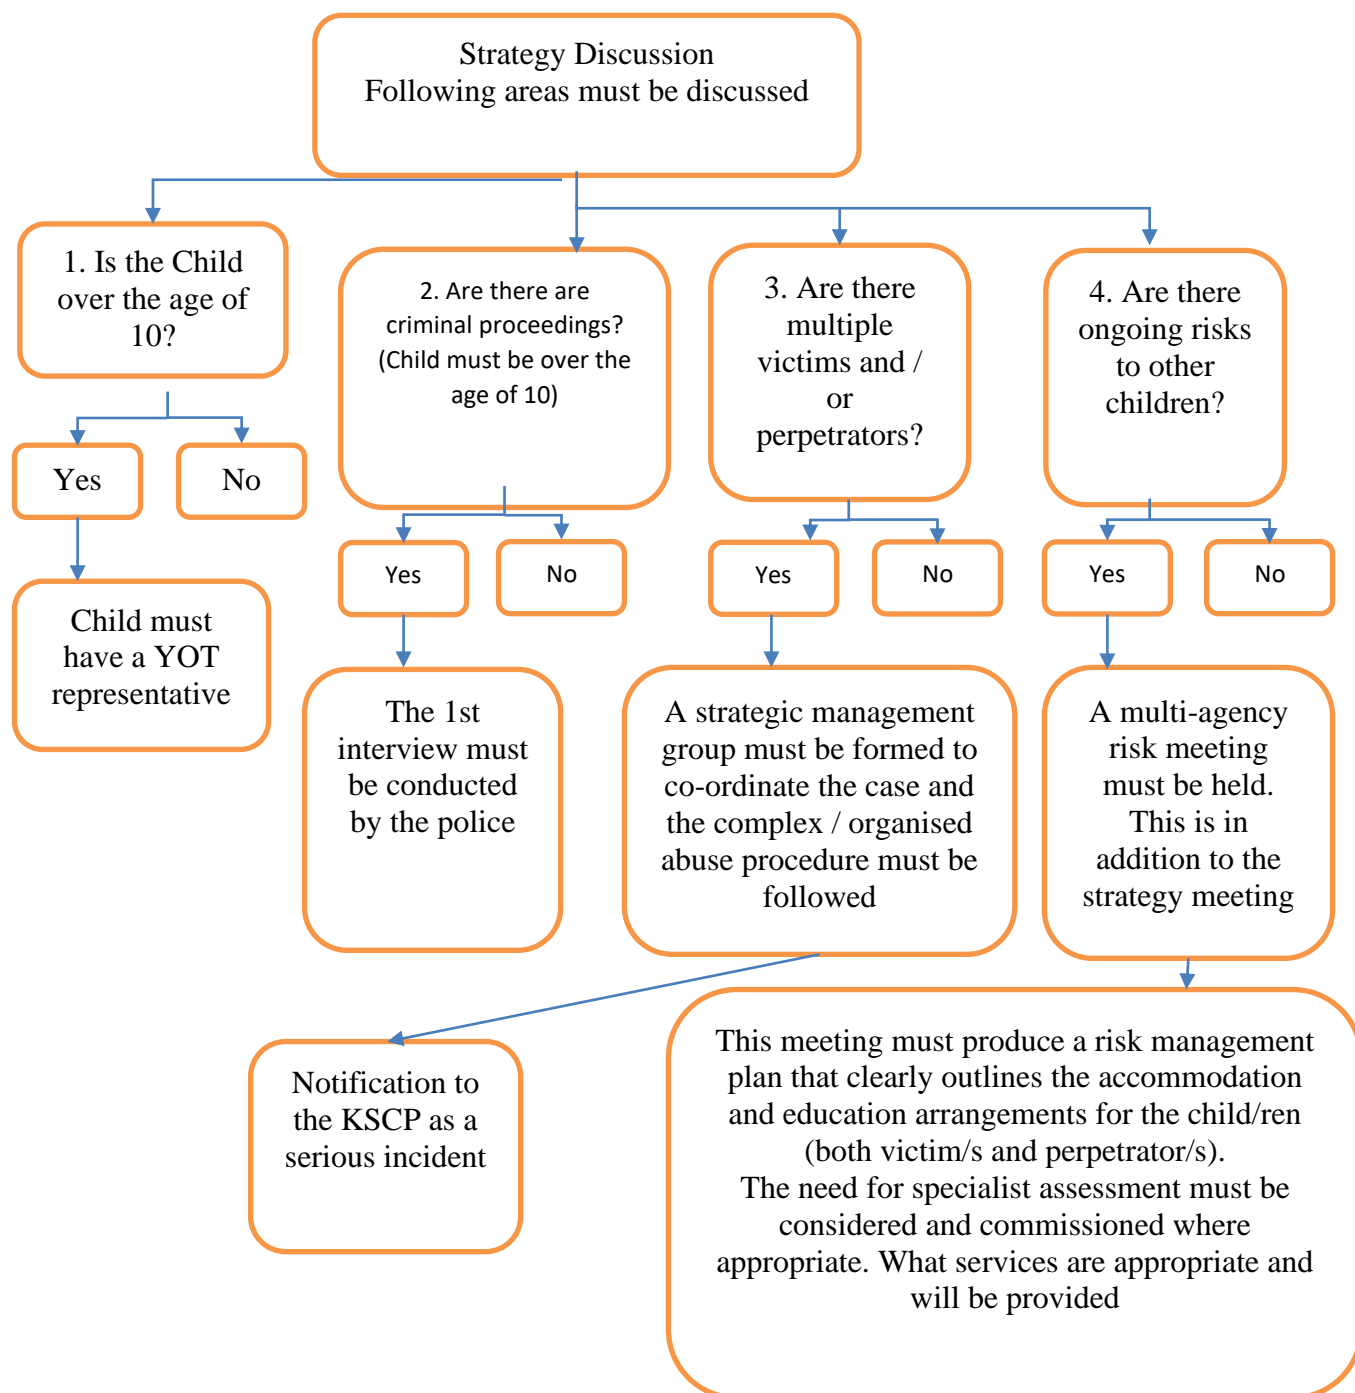 Strategy Discussion
Following areas must be discussed
1. Is the Child
over the age of
10?
Yes
No
Child must
have a YOT
representative
2. Are there are
criminal proceedings?
(Child must be over the
age of 10)
Yes
No
The 1st
interview must
be conducted
by the police
3. Are there
multiple
victims and /
or
perpetrators?
Yes
No
A strategic management
group must be formed to
co-ordinate the case and
the complex / organised
abuse procedure must be
followed
Notification to
the KSCP as a
serious incident
4. Are there
ongoing risks
to other
children?
Yes
No
A multi-agency
risk meeting
must be held.
This is in
addition to the
strategy meeting
This meeting must produce a risk management
plan that clearly outlines the accommodation
and education arrangements for the child/ren
(both victim/s and perpetrator/s).
The need for specialist assessment must be
considered and commissioned where
appropriate. What services are appropriate and
will be provided